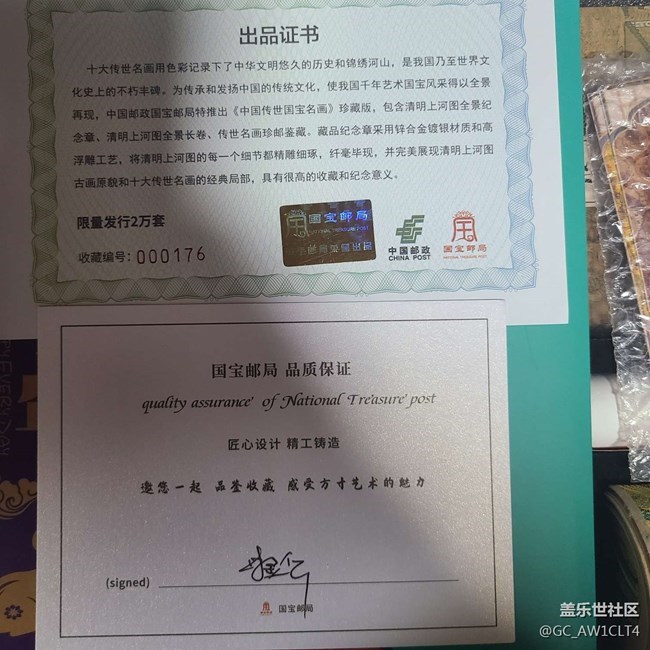 出品证书
十大传世名画用色彩记录下了中华文明悠久的历史和锦绣河山，是我国乃至世界文
化史上的不朽丰碑。为传承和发扬中国的传统文化，使我国千年艺术国宝风采得以全景
再现，中国邮政国宝邮局特推出《中国传世国宝名画》珍藏版，包含清明上河图全景纪
念章、清明上河图全景长卷、传世名画珍邮鉴藏。藏品纪念章采用锌合金镀银材质和高
浮雕工艺，将清明上河图的每一个细节都精雕细琢，纤毫毕现，并完美展现清明上河图
古画原貌和十大传世名画的经典局部，具有很高的收藏和纪念意义。
限量发行2万套
收藏编号：000176
国宝邮局
NATIONAL TREASURE POST
中国邮政
CHINA POST
国宝邮局
NATIONAL TREASURE POST
国宝邮局 品质保证
quality assurance of National Treasure post
匠心设计 精工铸造
邀您一起 品签收藏 感受方寸艺术的魅力
(signed)
国宝邮局
EVERY DAY
盖乐世社区
@GC_AW1CLT4